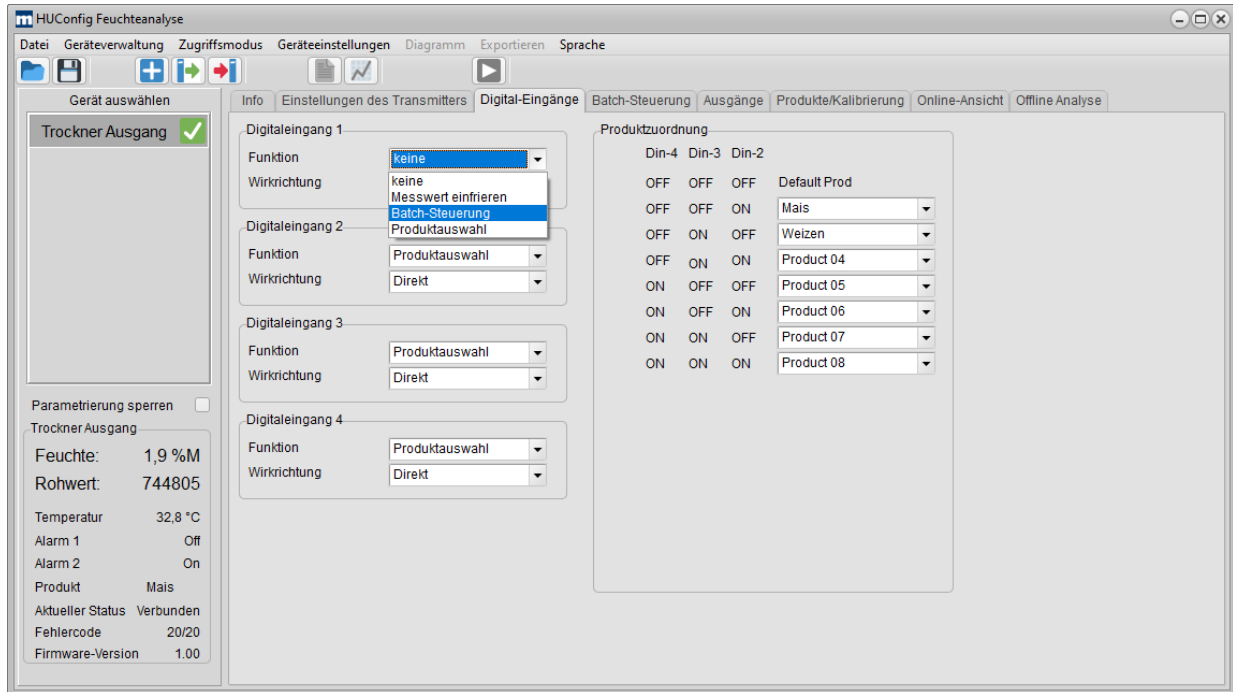 HUConfig Feuchteanalyse
Datei Geräteverwaltung Zugriffsmodus Geräteeinstellungen Diagramm Exportieren Sprache
Gerät auswählen
Trockner Ausgang
Parametrierung sperren
Trockner Ausgang
Feuchte: 1,9 %M
Rohwert: 744805
Temperatur 32,8 °C
Alarm 1 Off
Alarm 2 On
Produkt Mais
Aktueller Status Verbunden
Fehlercode 20/20
Firmware-Version 1.00
Info Einstellungen des Transmitters Digital-Eingänge Batch-Steuerung Ausgänge Produkte/Kalibrierung Online-Ansicht Offline Analyse
Digitaleingang 1
Funktion keine
Wirkrichtung
keine
Messwert einfrieren
Batch-Steuerung
Produktauswahl
Digitaleingang 2
Funktion Produktauswahl
Wirkrichtung Direkt
Digitaleingang 3
Funktion Produktauswahl
Wirkrichtung Direkt
Digitaleingang 4
Funktion Produktauswahl
Wirkrichtung Direkt
Produktzuordnung
Din-4 Din-3 Din-2
OFF OFF OFF Default Prod
OFF OFF ON Mais
OFF ON OFF Weizen
OFF ON ON Product 04
ON OFF OFF Product 05
ON OFF ON Product 06
ON ON OFF Product 07
ON ON ON Product 08